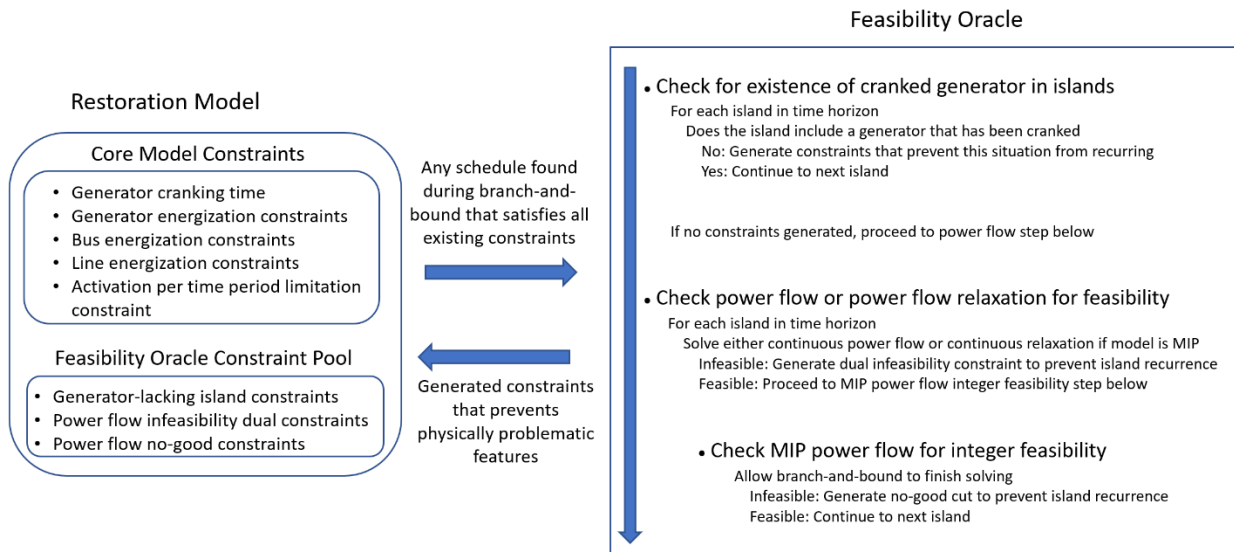 Restoration Model
Core Model Constraints
• Generator cranking time
• Generator energization constraints
• Bus energization constraints
• Line energization constraints
• Activation per time period limitation
constraint
Feasibility Oracle Constraint Pool
• Generator-lacking island constraints
• Power flow infeasibility dual constraints
• Power flow no-good constraints
Any schedule found
during branch-and-
bound that satisfies all
existing constraints
Generated constraints
that prevents
physically problematic
features
Feasibility Oracle
• Check for existence of cranked generator in islands
For each island in time horizon
Does the island include a generator that has been cranked
No: Generate constraints that prevent this situation from recurring
Yes: Continue to next island
If no constraints generated, proceed to power flow step below
• Check power flow or power flow relaxation for feasibility
For each island in time horizon
Solve either continuous power flow or continuous relaxation if model is MIP
Infeasible: Generate dual infeasibility constraint to prevent island recurrence
Feasible: Proceed to MIP power flow integer feasibility step below
• Check MIP power flow for integer feasibility
Allow branch-and-bound to finish solving
Infeasible: Generate no-good cut to prevent island recurrence
Feasible: Continue to next island